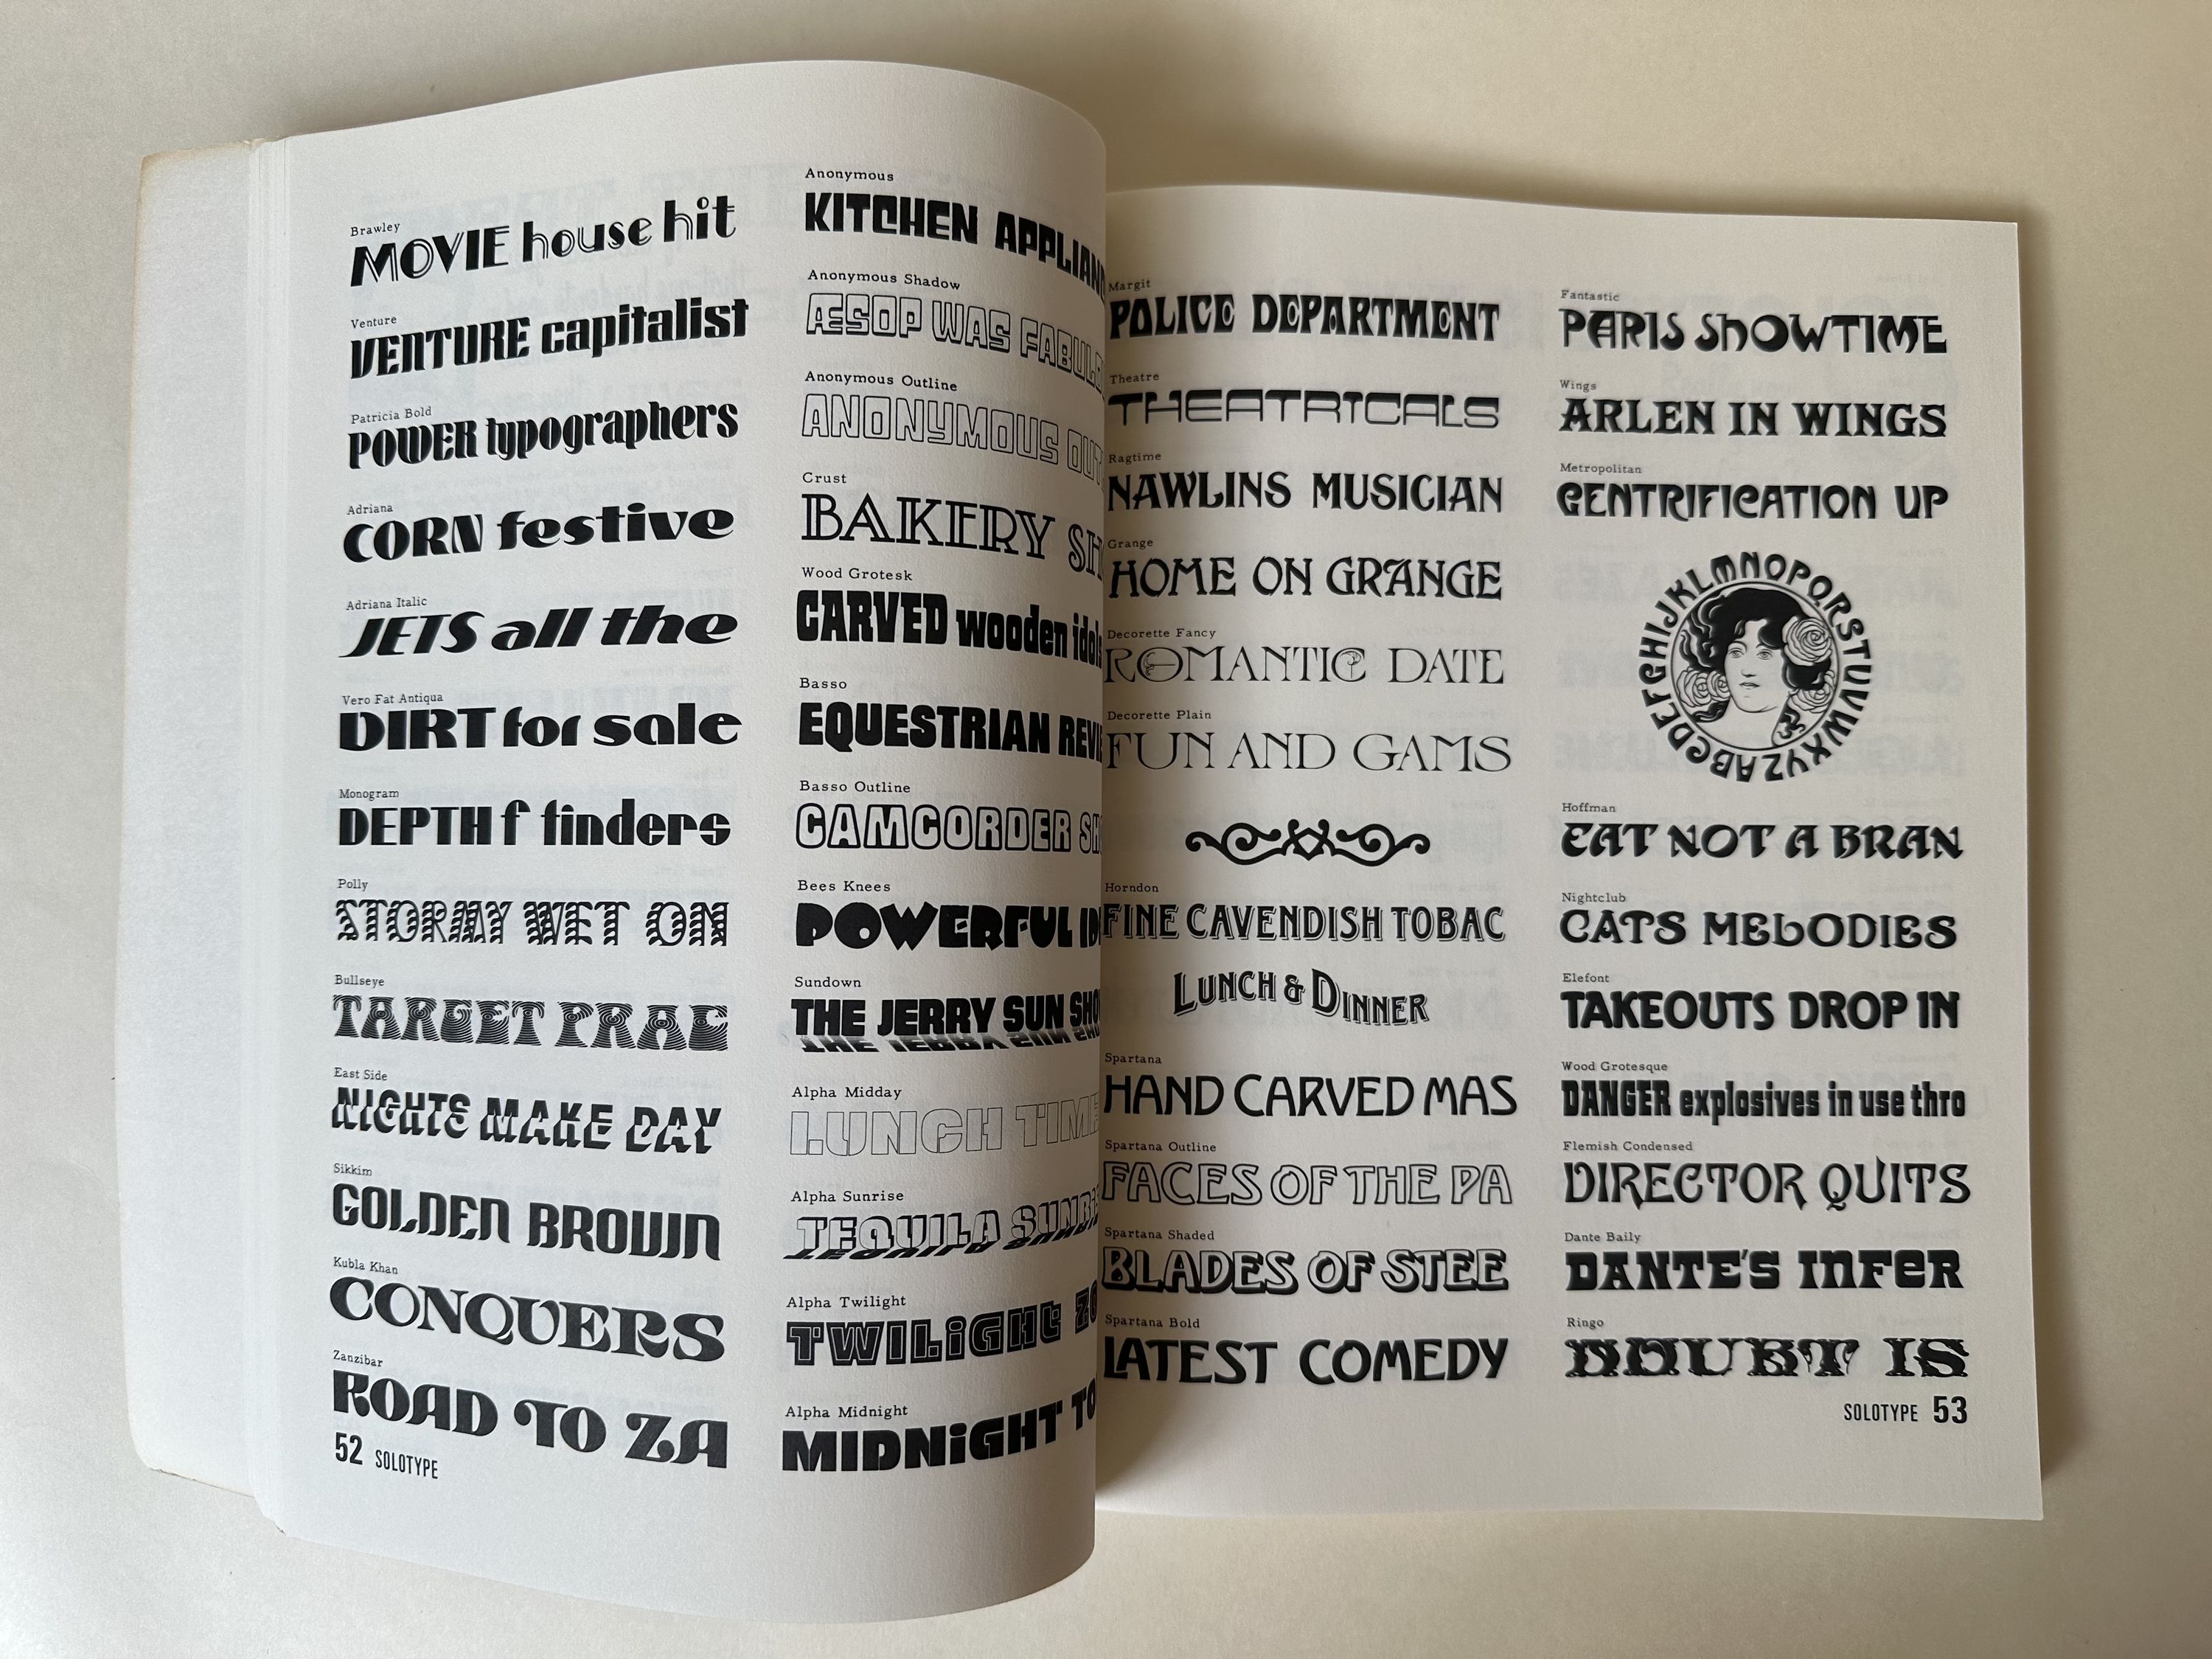 Brawley
MOVIE house hit
Venture
VENTURE capitalist
Patricia Bold
POWER typographers
Adriana
CORN festive
Adriana Italic
JETS all the
Vero Fat Antiqua
DIRT for sale
Monogram
DEPTH f finders
Polly
STORMY WET ON
Bullseye
TARGET PRAC
East Side
NIGHTS MAKE DAY
Sikkim
GOLDEN BROWN
Kubla Khan
CONQUERS
Zanzibar
ROAD TO ZA
52 SOLOTYPE
Anonymous
KITCHEN APPLIAN
Anonymous Shadow
ÆSOP WAS FABUL
Anonymous Outline
ANONYMOUS OUT
Crust
BAKERY SH
Wood Grotesk
CARVED wooden idols
Basso
EQUESTRIAN REVI
Basso Outline
CAMCORDER SH
Bees Knees
POWERFUL ID
Sundown
THE JERRY SUN SHO
Alpha Midday
LUNCH TIME
Alpha Sunrise
TEQUILA SUNRI
Alpha Twilight
TWILiGHt ZO
Alpha Midnight
MIDNiGHT TO
Margit
POLICE DEPARTMENT
Theatre
THEATRICALS
Ragtime
NAWLINS MUSICIAN
Grange
HOME ON GRANGE
Decorette Fancy
ROMANTIC DATE
Decorette Plain
FUN AND GAMS
Horndon
FINE CAVENDISH TOBAC
LUNCH & DINNER
Spartana
HAND CARVED MAS
Spartana Outline
FACES OF THE PA
Spartana Shaded
BLADES OF STEE
Spartana Bold
LATEST COMEDY
Fantastic
PARIS ShOWTIME
Wings
ARLEN IN WINGS
Metropolitan
GENTRIFICATION UP
ABCDEFGHIJKLMNOPQRSTUVWXYZ
Hoffman
EAT NOT A BRAN
Nightclub
CATS MELODIES
Elefont
TAKEOUTS DROP IN
Wood Grotesque
DANGER explosives in use thro
Flemish Condensed
DIRECTOR QUITS
Dante Baily
DANTE'S INFER
Ringo
DOUBT IS
SOLOTYPE 53